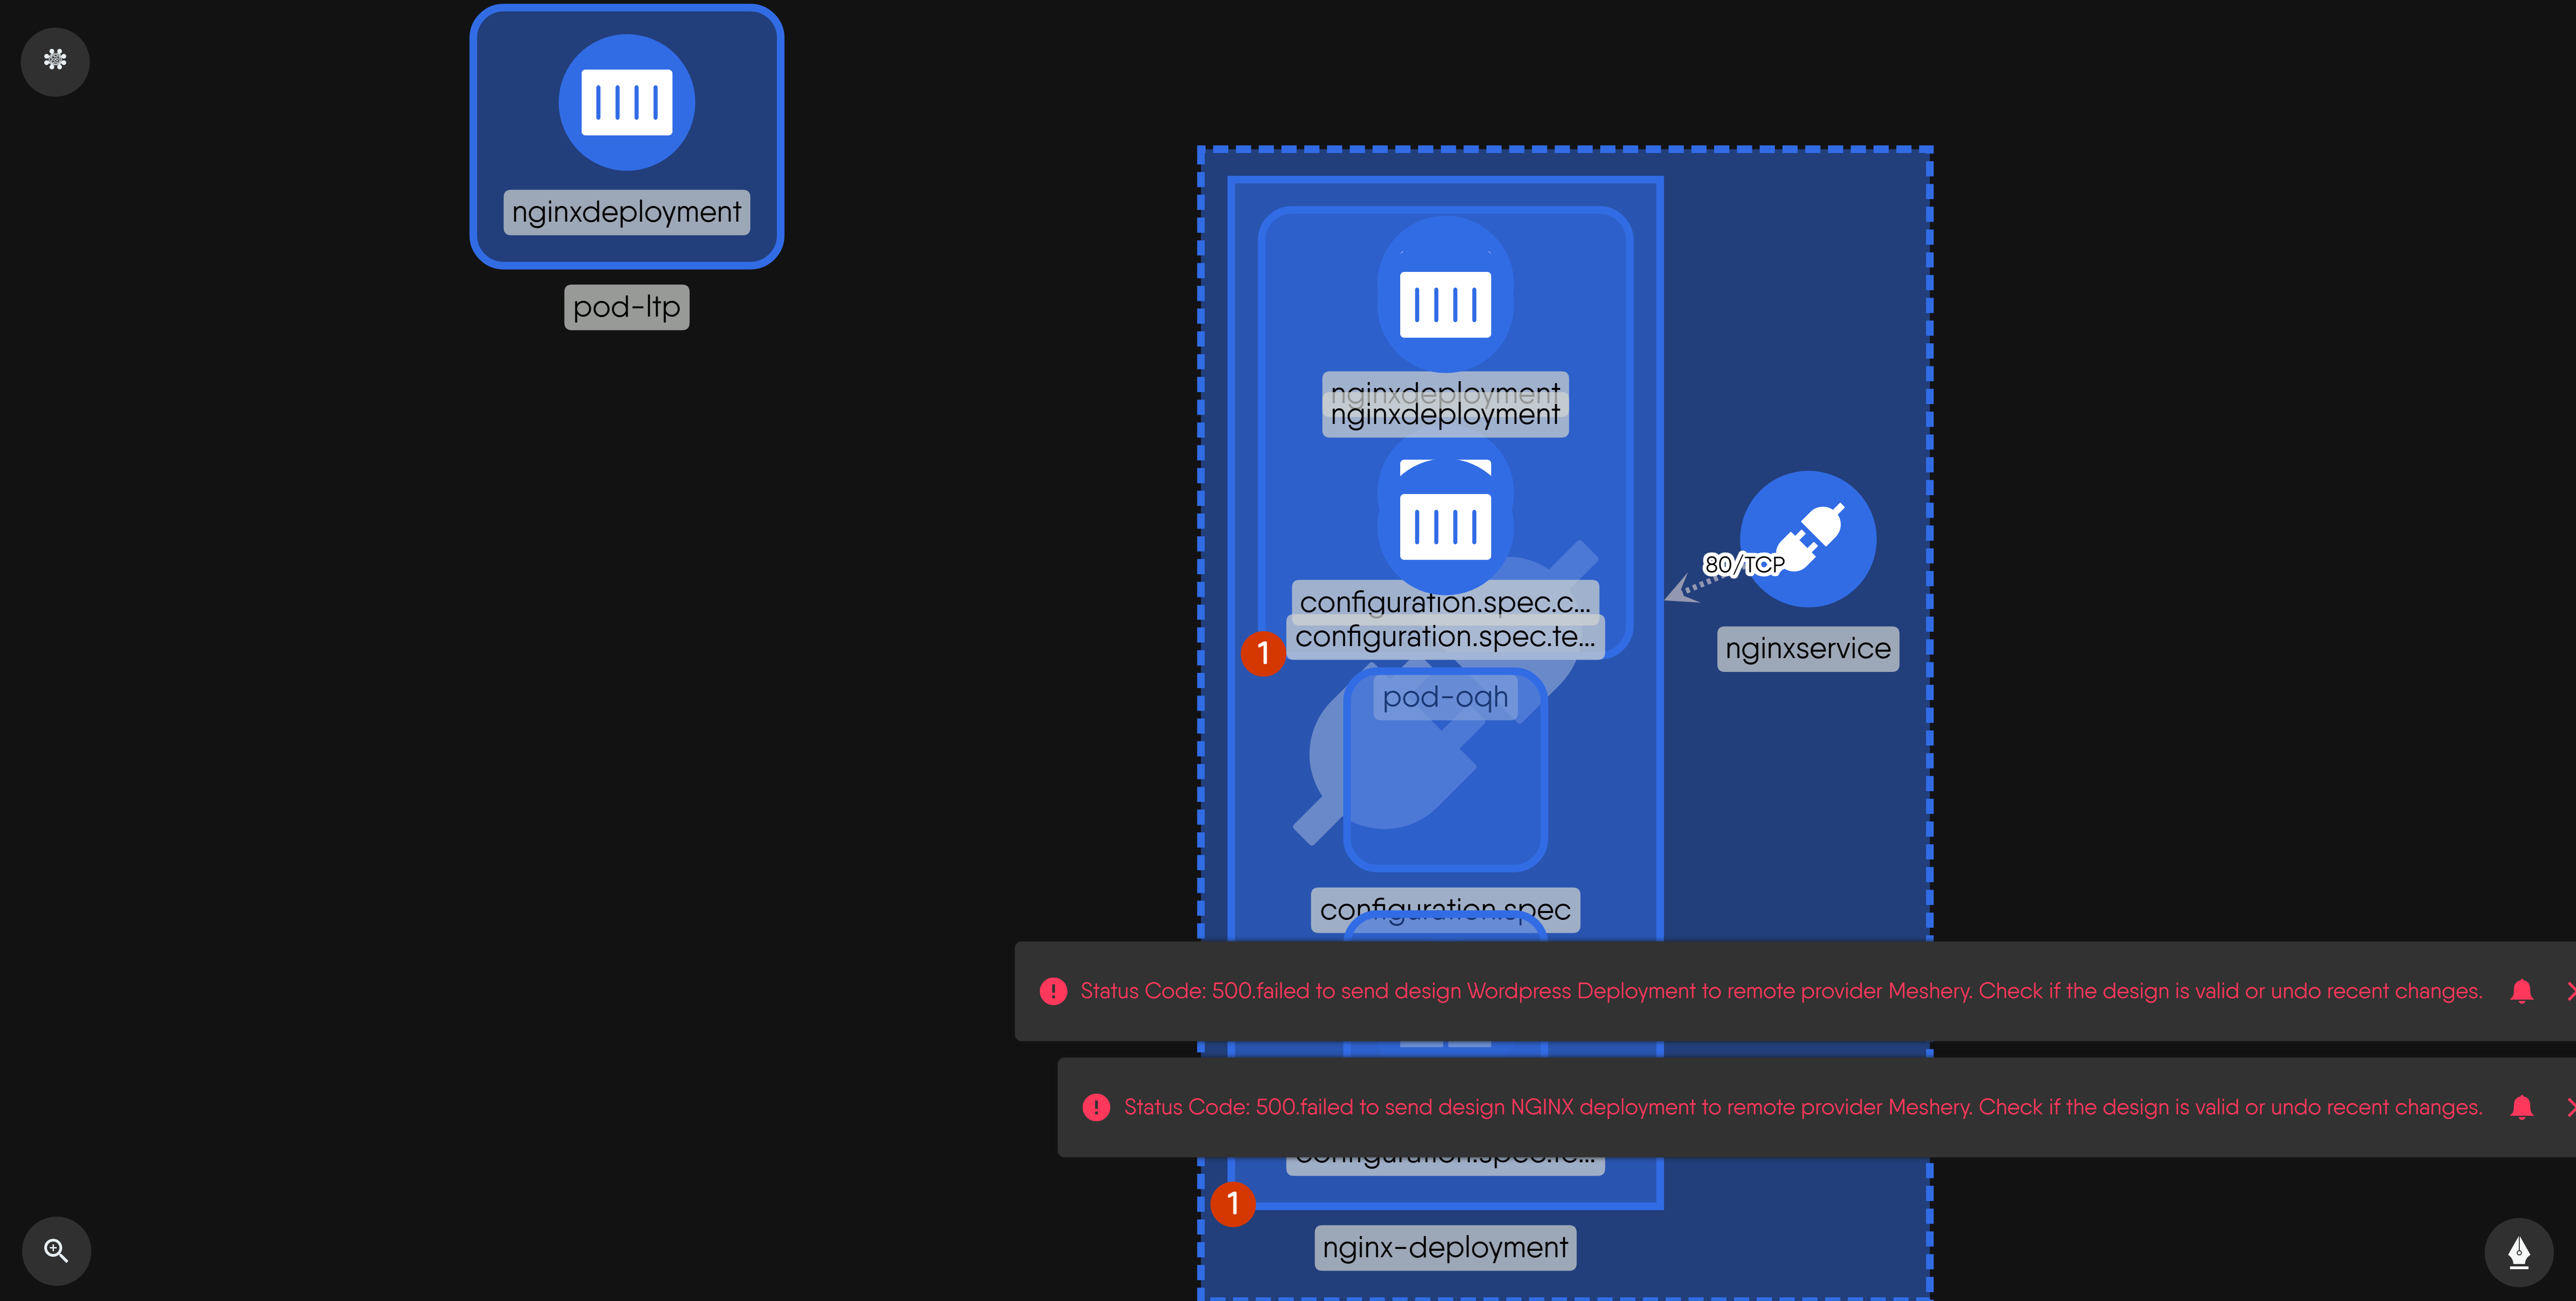 nginxdeployment
pod-ltp
nginxdeployment
nginxdeployment
configuration.spec.c...
configuration.spec.te...
1
pod-oqh
80/TCP
nginxservice
configuration.spec
Status Code: 500.failed to send design Wordpress Deployment to remote provider Meshery. Check if the design is valid or undo recent changes.
Status Code: 500.failed to send design NGINX deployment to remote provider Meshery. Check if the design is valid or undo recent changes.
configuration.spec.te...
1
nginx-deployment